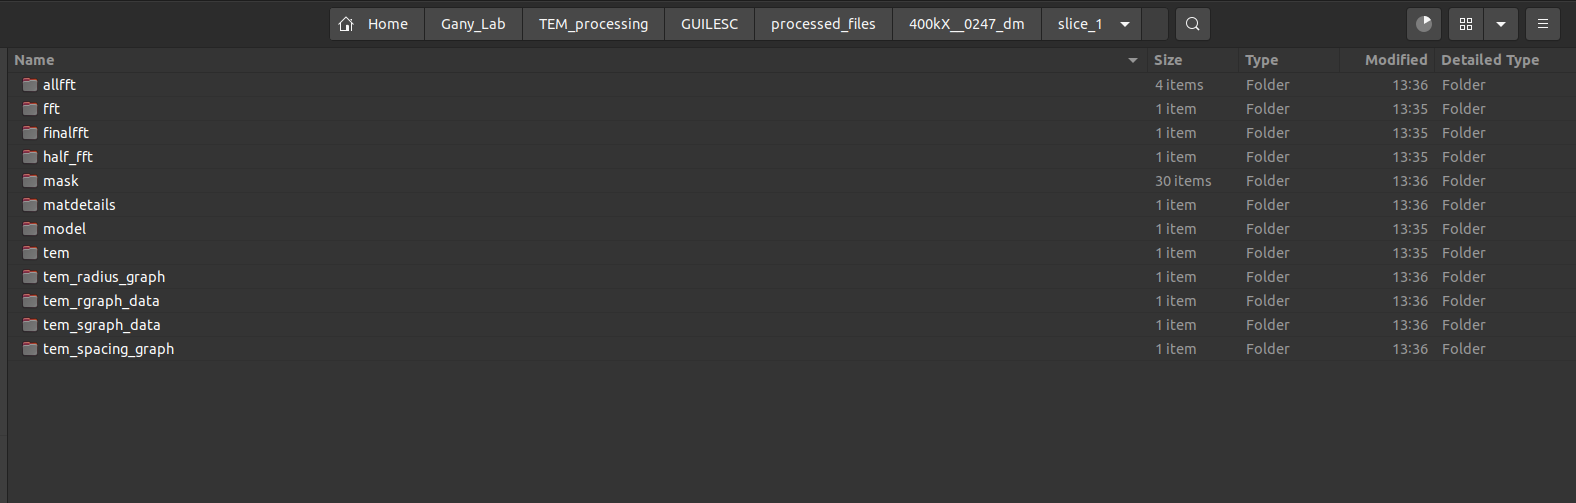 Home Gany_Lab TEM_processing GUILESC processed_files 400kX__0247_dm slice_1
Name Size Type Modified Detailed Type
allfft 4 items Folder 13:36 Folder
fft 1 item Folder 13:35 Folder
finalfft 1 item Folder 13:35 Folder
half_fft 1 item Folder 13:35 Folder
mask 30 items Folder 13:36 Folder
matdetails 1 item Folder 13:36 Folder
model 1 item Folder 13:35 Folder
tem 1 item Folder 13:35 Folder
tem_radius_graph 1 item Folder 13:36 Folder
tem_rgraph_data 1 item Folder 13:36 Folder
tem_sgraph_data 1 item Folder 13:36 Folder
tem_spacing_graph 1 item Folder 13:36 Folder